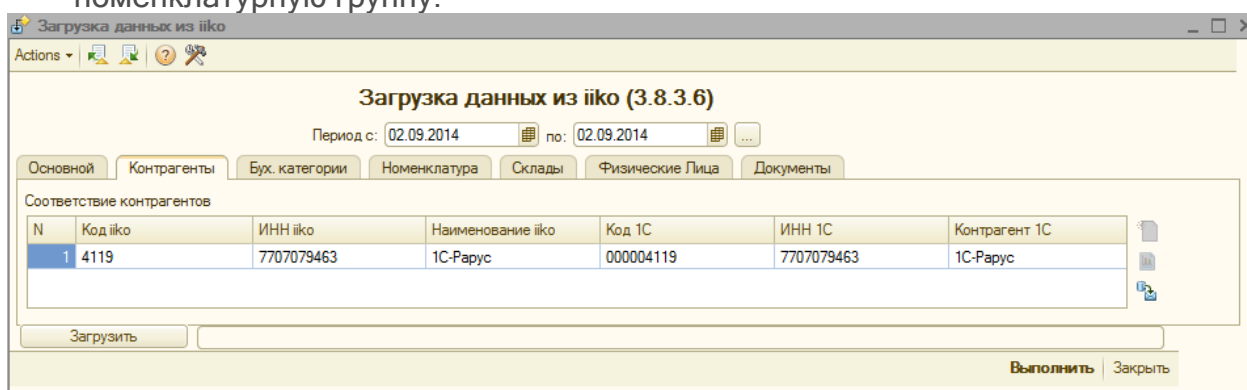 номенклатурную группу.
Загрузка данных из iiko
Actions
Загрузка данных из iiko (3.8.3.6)
Период с: 02.09.2014 по: 02.09.2014 ...
Основной Контрагенты Бух. категории Номенклатура Склады Физические Лица Документы
Соответствие контрагентов
N Код iiko ИНН iiko Наименование iiko Код 1С ИНН 1С Контрагент 1С
1 4119 7707079463 1С-Рарус 000004119 7707079463 1С-Рарус
Загрузить
Выполнить Закрыть